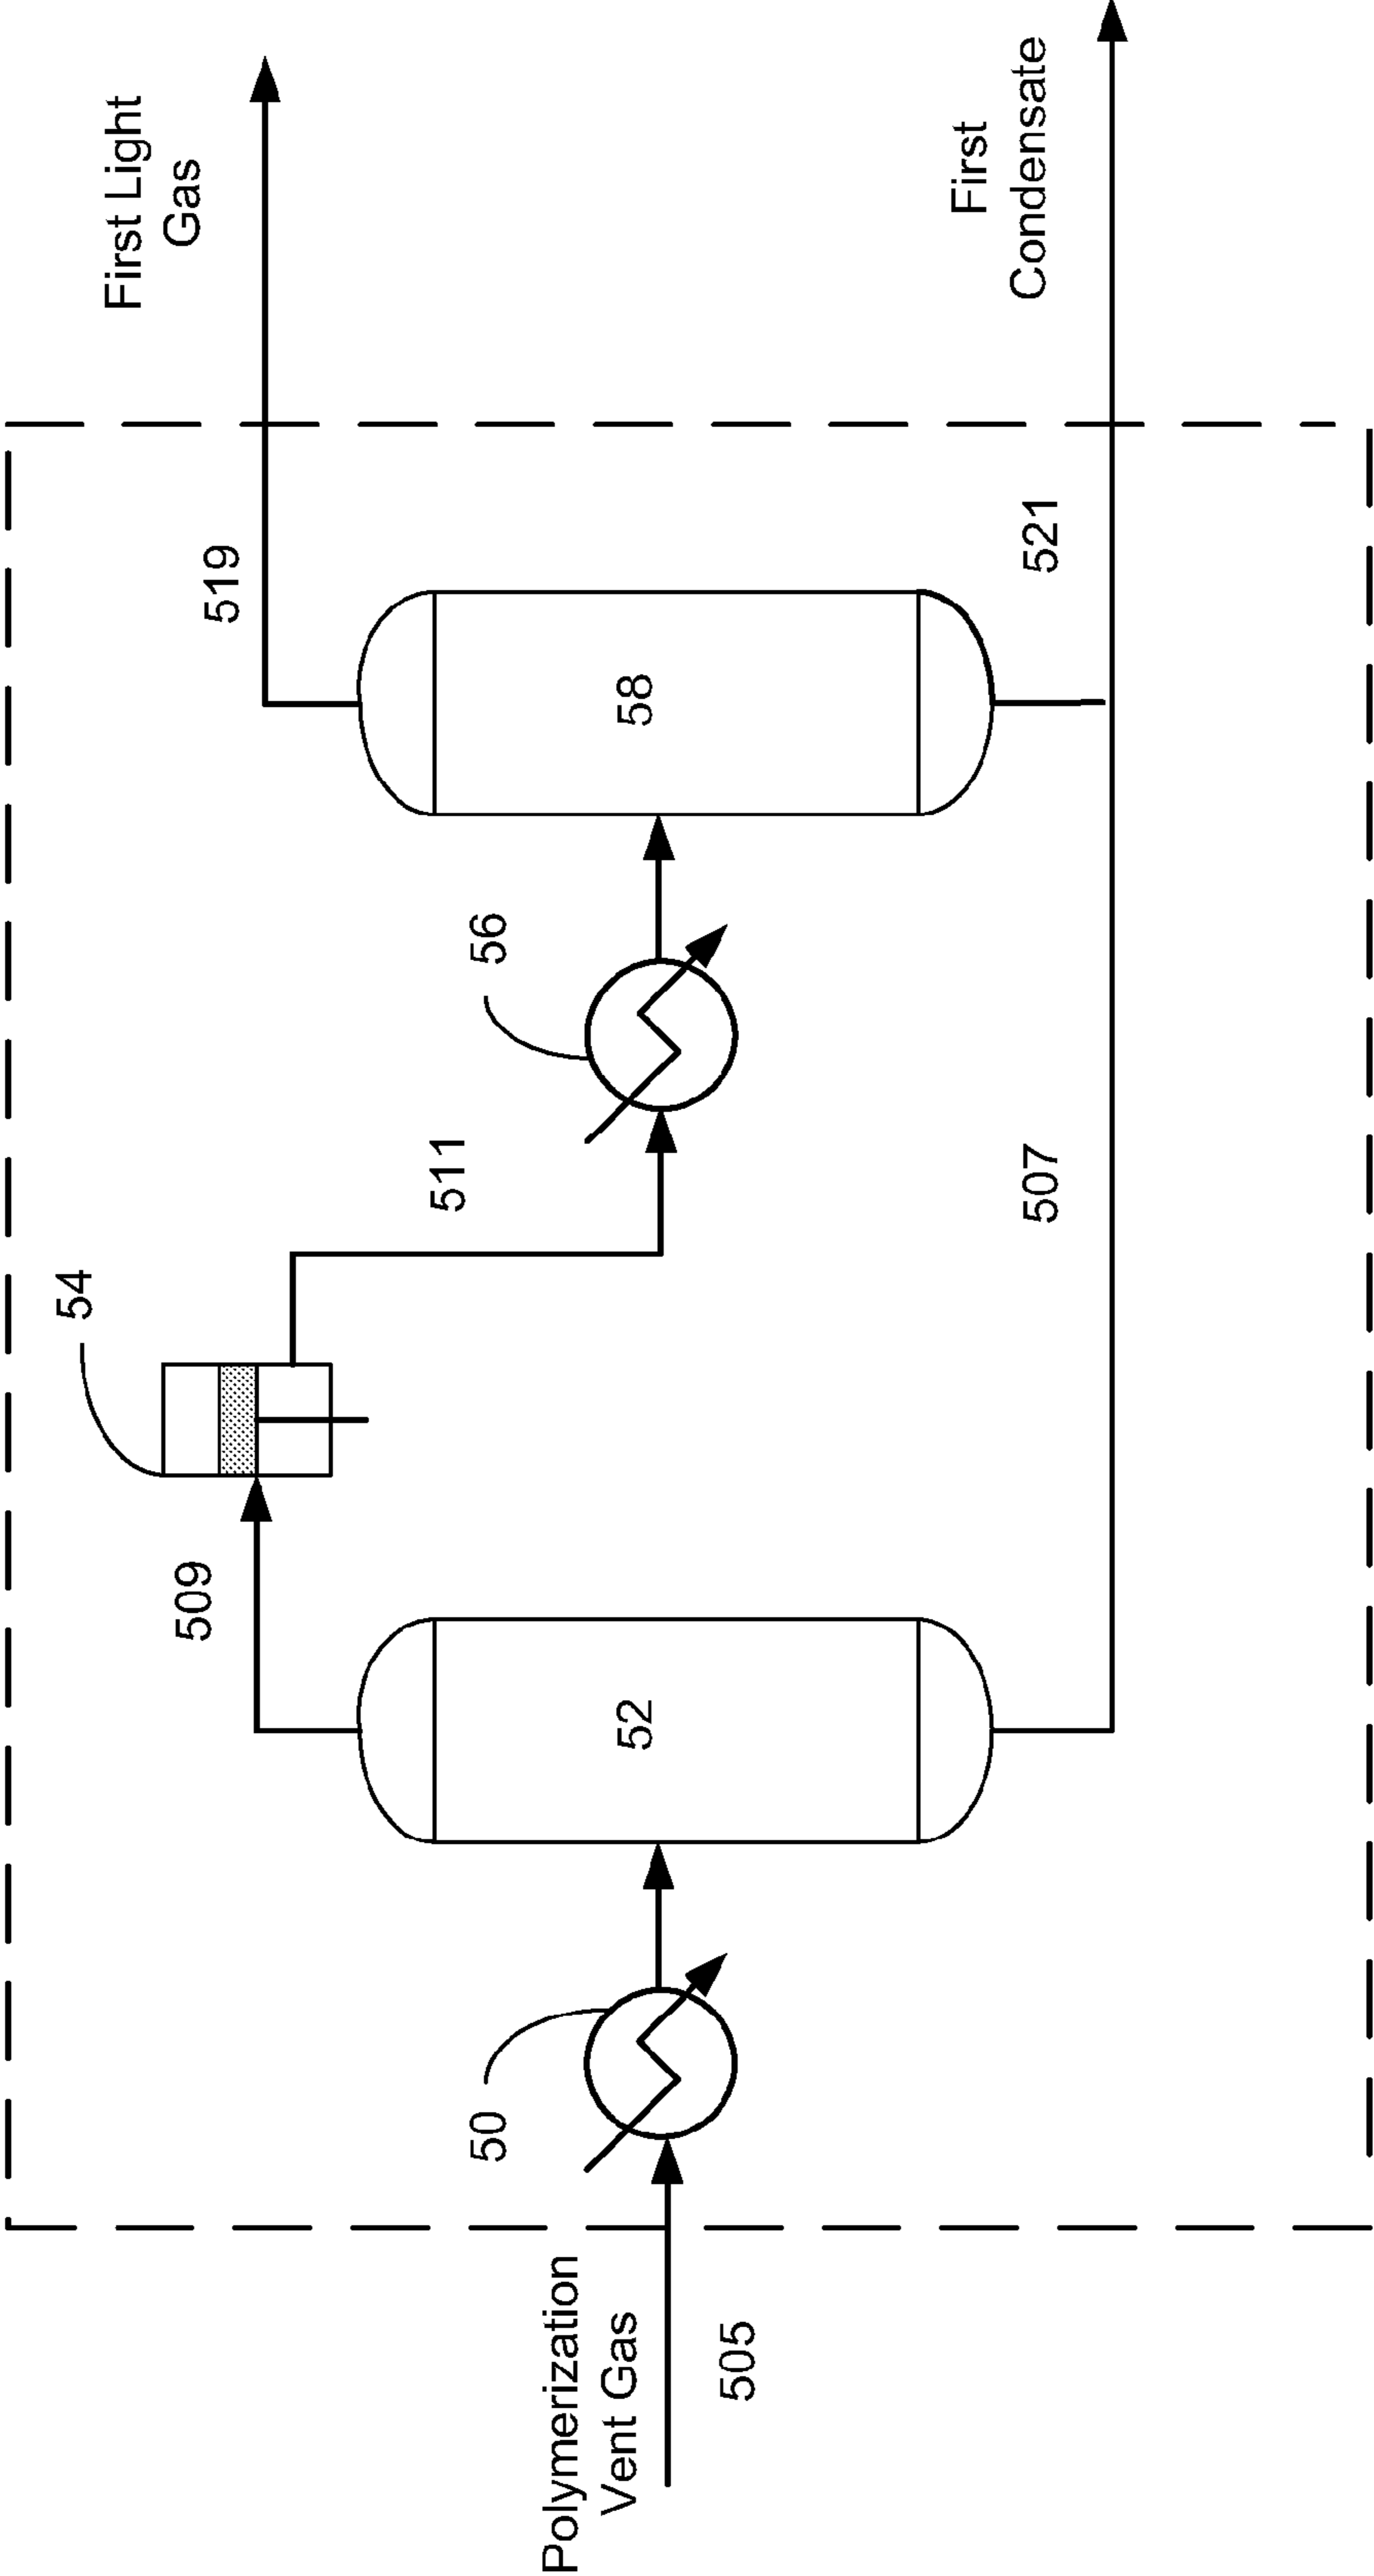 First Light
Gas
First
Condensate
519
521
58
56
511
507
54
509
52
50
Polymerization
Vent Gas
505